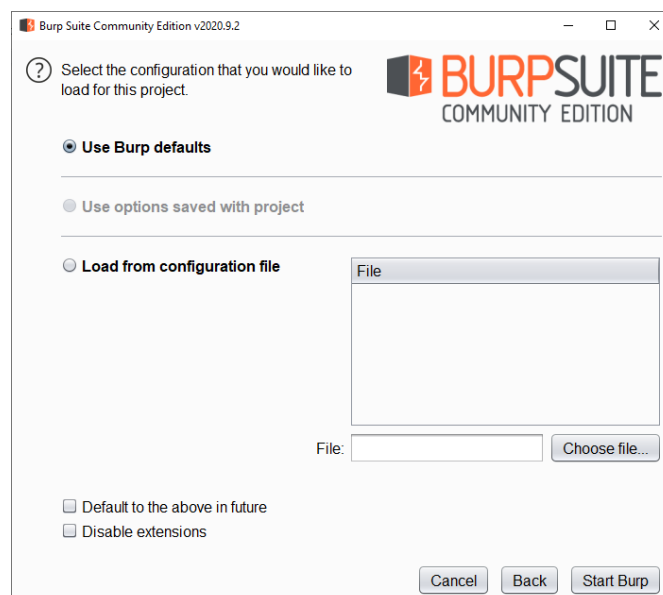 Burp Suite Community Edition v2020.9.2
Select the configuration that you would like to
load for this project.
BURPSUITE
COMMUNITY EDITION
Use Burp defaults
Use options saved with project
Load from configuration file
File
File:
Choose file...
Default to the above in future
Disable extensions
Cancel
Back
Start Burp